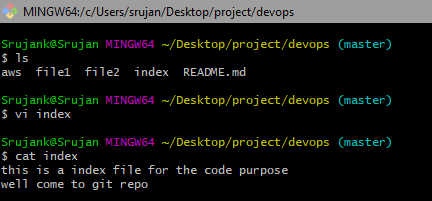 MINGW64:/c/Users/srujan/Desktop/project/devops
Srujank@Srujan MINGW64 ~/Desktop/project/devops (master)
$ ls
aws  file1  file2  index  README.md
Srujank@Srujan MINGW64 ~/Desktop/project/devops (master)
$ vi index
Srujank@Srujan MINGW64 ~/Desktop/project/devops (master)
$ cat index
this is a index file for the code purpose
well come to git repo